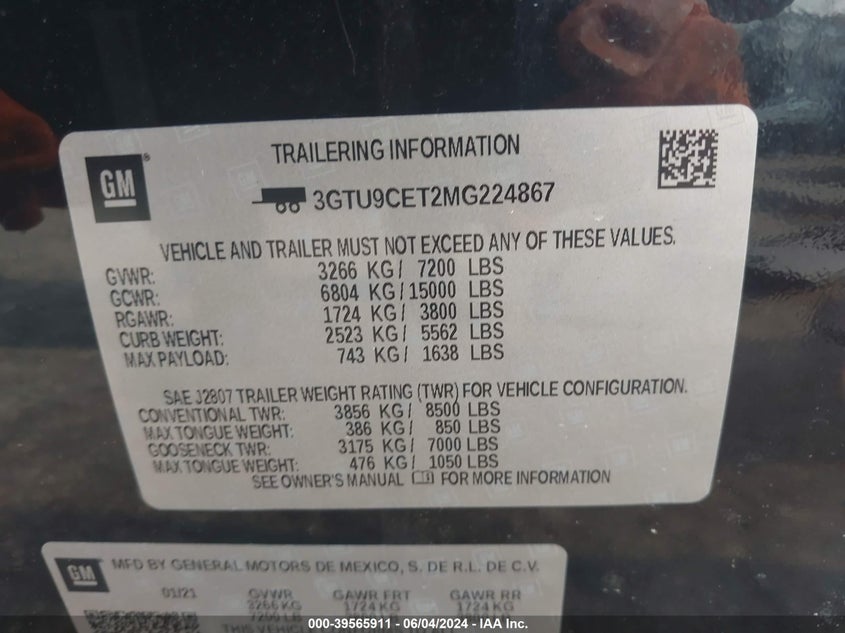 TRAILERING INFORMATION
GM®
3GTU9CET2MG224867
VEHICLE AND TRAILER MUST NOT EXCEED ANY OF THESE VALUES.
GVWR: 3266 KG / 7200 LBS
GCWR: 6804 KG / 15000 LBS
RGAWR: 1724 KG / 3800 LBS
CURB WEIGHT: 2523 KG / 5562 LBS
MAX PAYLOAD: 743 KG / 1638 LBS
SAE J2807 TRAILER WEIGHT RATING (TWR) FOR VEHICLE CONFIGURATION.
CONVENTIONAL TWR: 3856 KG / 8500 LBS
MAX TONGUE WEIGHT: 386 KG / 850 LBS
GOOSENECK TWR: 3175 KG / 7000 LBS
MAX TONGUE WEIGHT: 476 KG / 1050 LBS
SEE OWNER'S MANUAL FOR MORE INFORMATION
GM
MFD BY GENERAL MOTORS DE MEXICO, S. DE R.L. DE C.V.
01/21 GVWR GAWR FRT GAWR RR
3266 KG 1724 KG 1724 KG
7200 LB
000-39565911 - 06/04/2024 - IAA Inc.